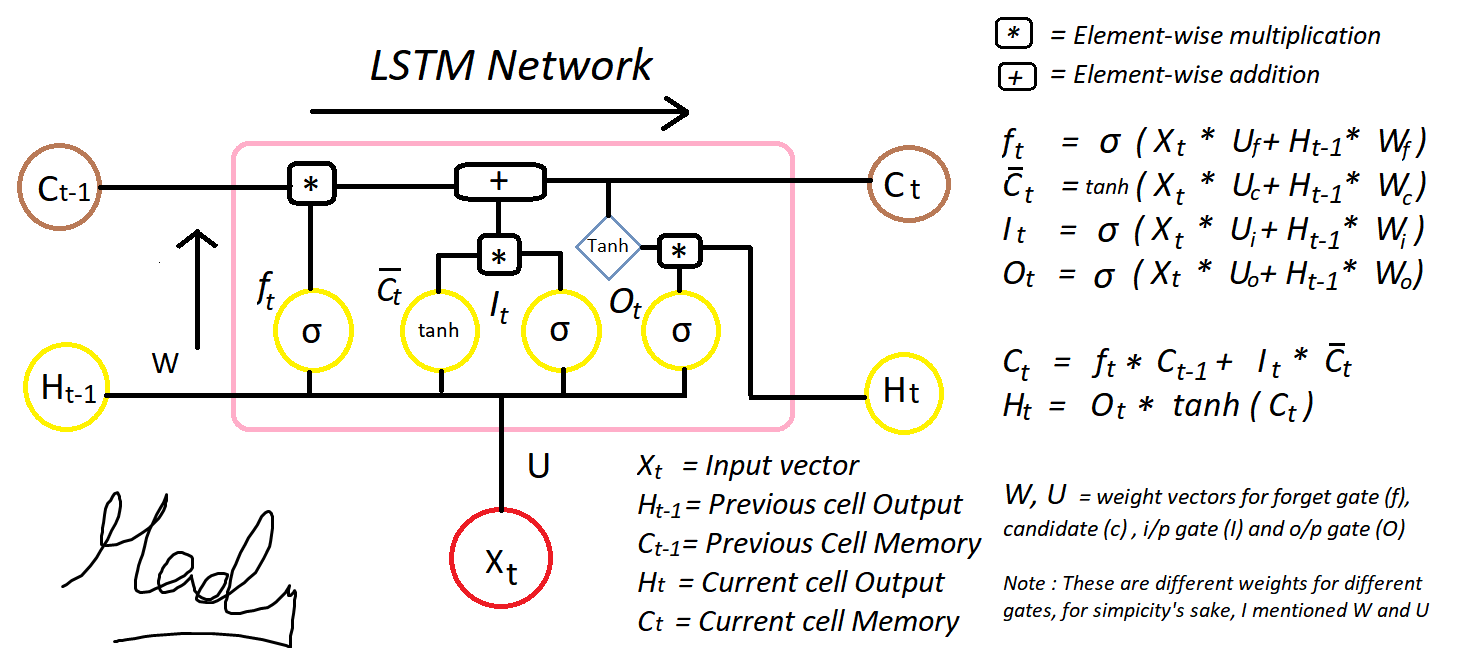 LSTM Network
* = Element-wise multiplication
+ = Element-wise addition
Ct-1
*
+
Ct
Tanh
*
*
ft
C̅t
It
Ot
σ
tanh
σ
σ
W
Ht-1
Ht
U
Xt
ft = σ ( Xt * Uf + Ht-1 * Wf )
C̅t = tanh ( Xt * Uc + Ht-1 * Wc )
It = σ ( Xt * Ui + Ht-1 * Wi )
Ot = σ ( Xt * Uo + Ht-1 * Wo )
Ct = ft * Ct-1 + It * C̅t
Ht = Ot * tanh ( Ct )
Xt = Input vector
Ht-1 = Previous cell Output
Ct-1 = Previous Cell Memory
Ht = Current cell Output
Ct = Current cell Memory
W, U = weight vectors for forget gate (f),
candidate (c) , i/p gate (I) and o/p gate (O)
Note : These are different weights for different
gates, for simpicity's sake, I mentioned W and U